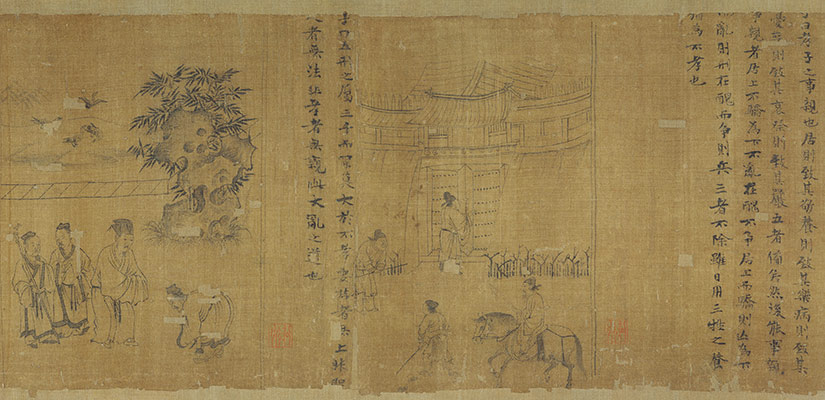 子曰孝子之事親也居則致其敬養則致其樂病則致其
憂喪則致其哀祭則致其嚴五者備矣然後能事親
事親者居上不驕為下不亂在醜不爭居上而驕則亡為下
而亂則刑在醜而爭則兵三者不除雖日用三牲之養
猶為不孝也
子曰五刑之屬三千而罪莫大於不孝要君者無上非聖
人者無法非孝者無親此大亂之道也